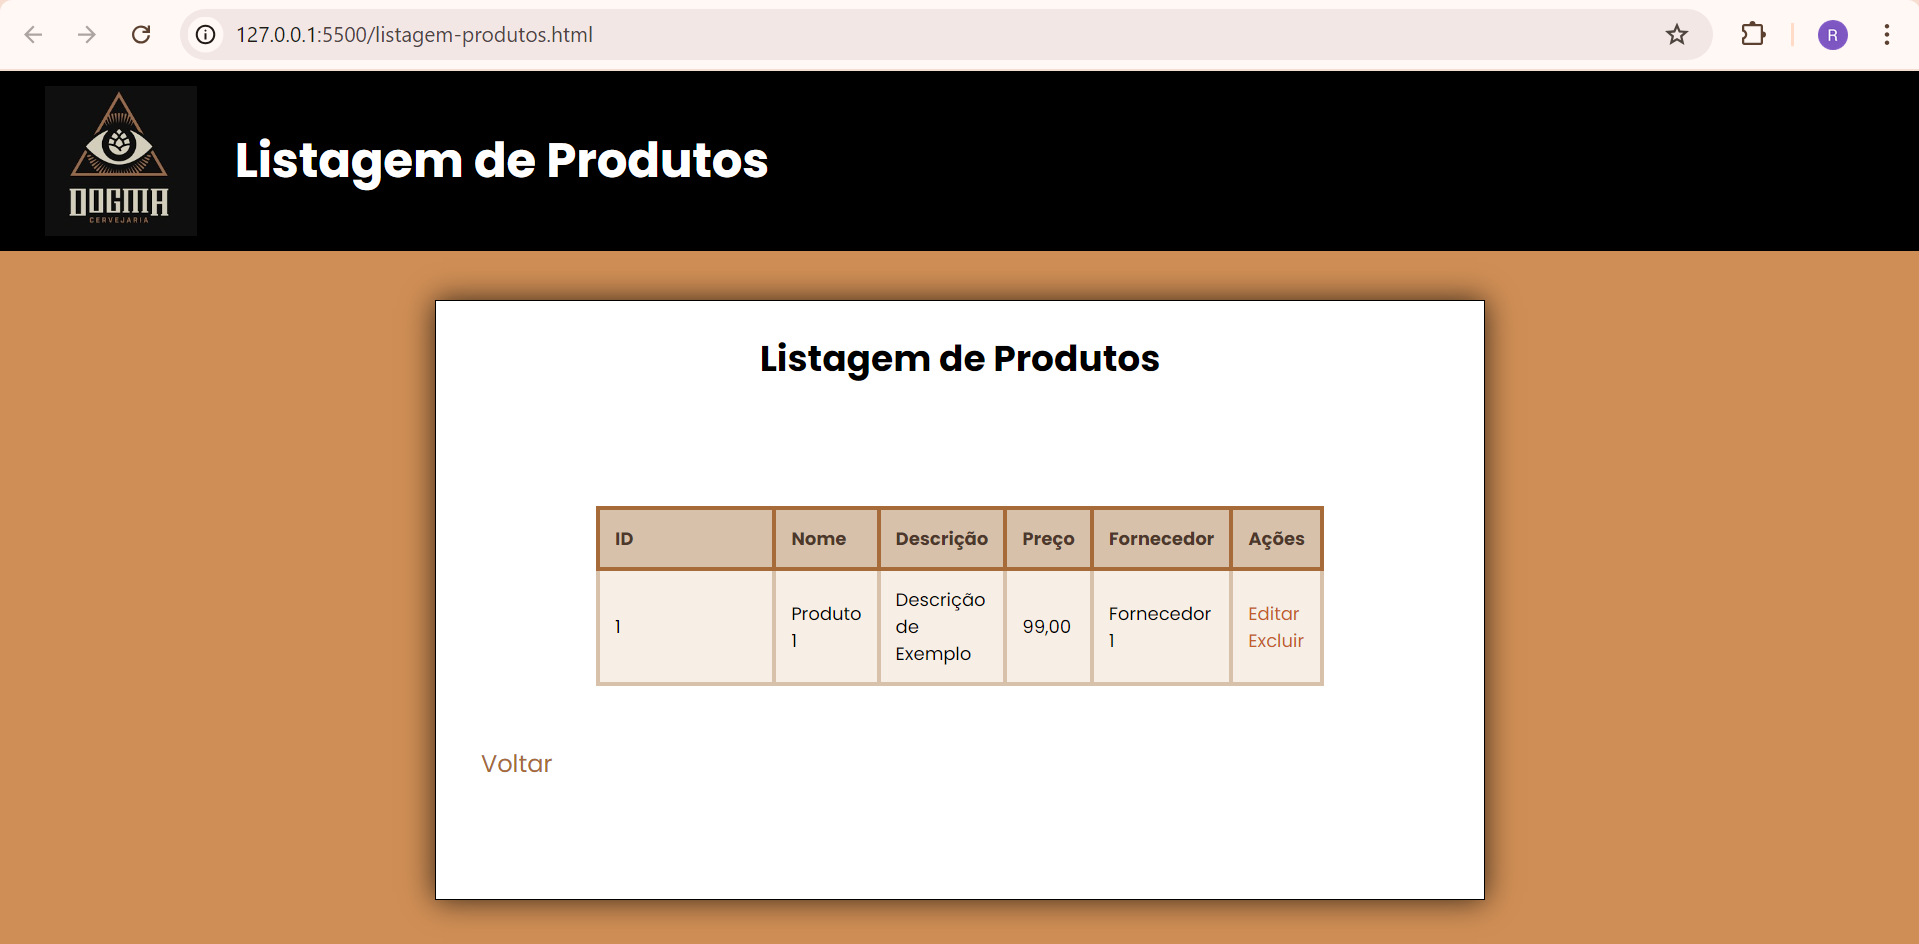 127.0.0.1:5500/listagem-produtos.html
R
DOGMA
CERVEJARIA
Listagem de Produtos
Listagem de Produtos
ID Nome Descrição Preço Fornecedor Ações
1 Produto 1 Descrição de Exemplo 99,00 Fornecedor 1 Editar Excluir
Voltar